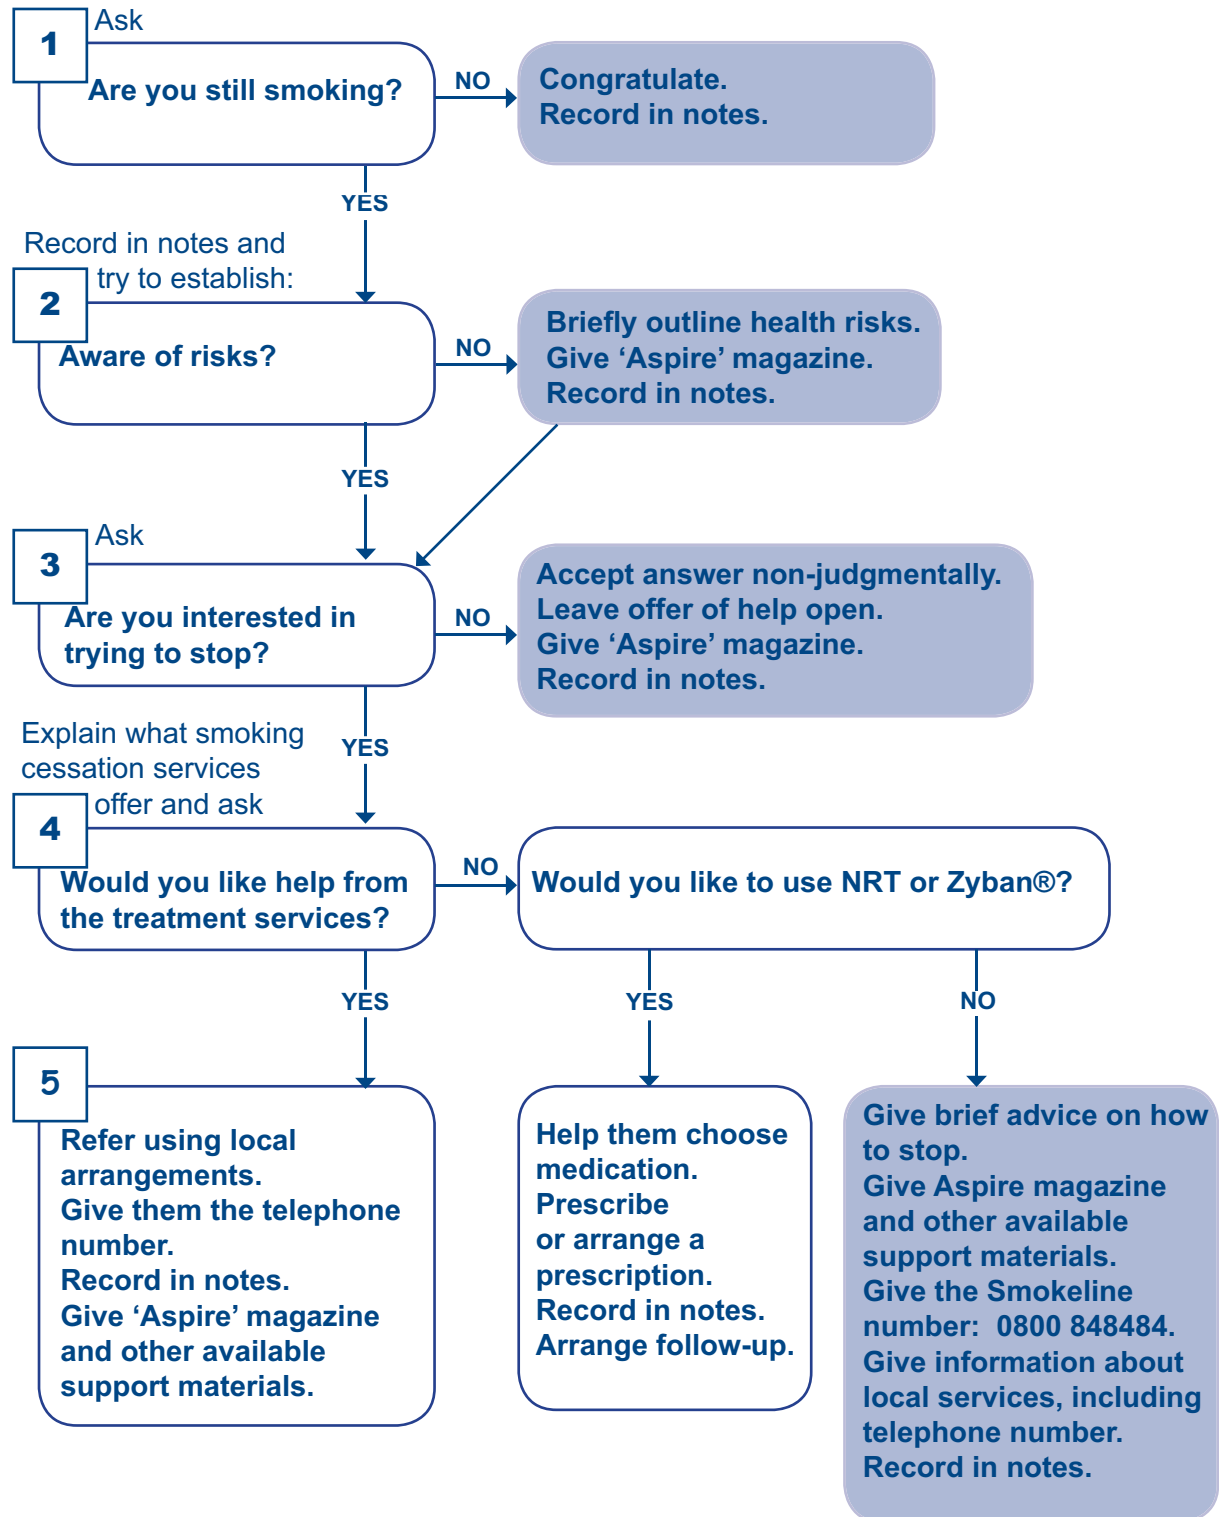 1
Ask
Are you still smoking?
NO
Congratulate.
Record in notes.
YES
Record in notes and
try to establish:
2
Aware of risks?
NO
Briefly outline health risks.
Give ‘Aspire’ magazine.
Record in notes.
YES
3
Ask
Are you interested in
trying to stop?
NO
Accept answer non-judgmentally.
Leave offer of help open.
Give ‘Aspire’ magazine.
Record in notes.
YES
Explain what smoking
cessation services
offer and ask
4
Would you like help from
the treatment services?
NO
Would you like to use NRT or Zyban®?
YES
YES
NO
5
Refer using local
arrangements.
Give them the telephone
number.
Record in notes.
Give ‘Aspire’ magazine
and other available
support materials.
Help them choose
medication.
Prescribe
or arrange a
prescription.
Record in notes.
Arrange follow-up.
Give brief advice on how
to stop.
Give Aspire magazine
and other available
support materials.
Give the Smokeline
number:  0800 848484.
Give information about
local services, including
telephone number.
Record in notes.